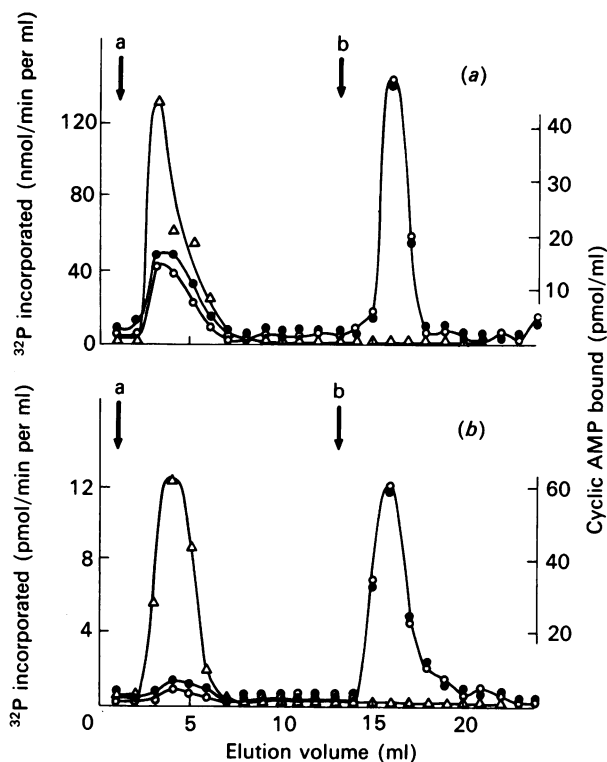 a
b
(a)
³²P incorporated (nmol/min per ml)
120
80
40
0
40
30
20
10
Cyclic AMP bound (pmol/ml)
a
b
(b)
³²P incorporated (pmol/min per ml)
12
8
4
60
40
20
0
5
10
15
20
Elution volume (ml)